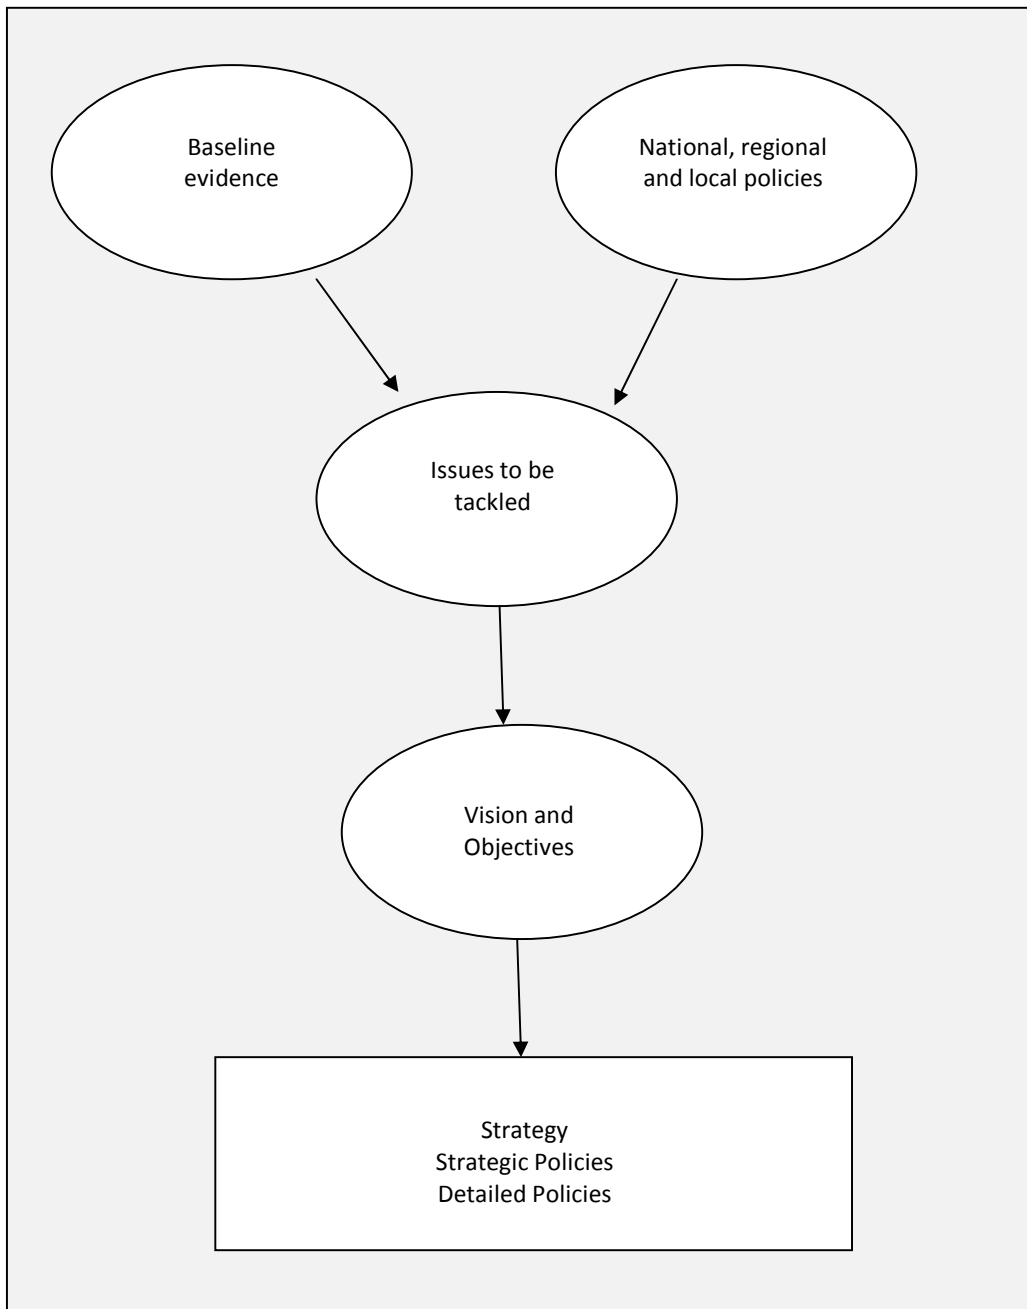 Baseline
evidence
National, regional
and local policies
Issues to be
tackled
Vision and
Objectives
Strategy
Strategic Policies
Detailed Policies